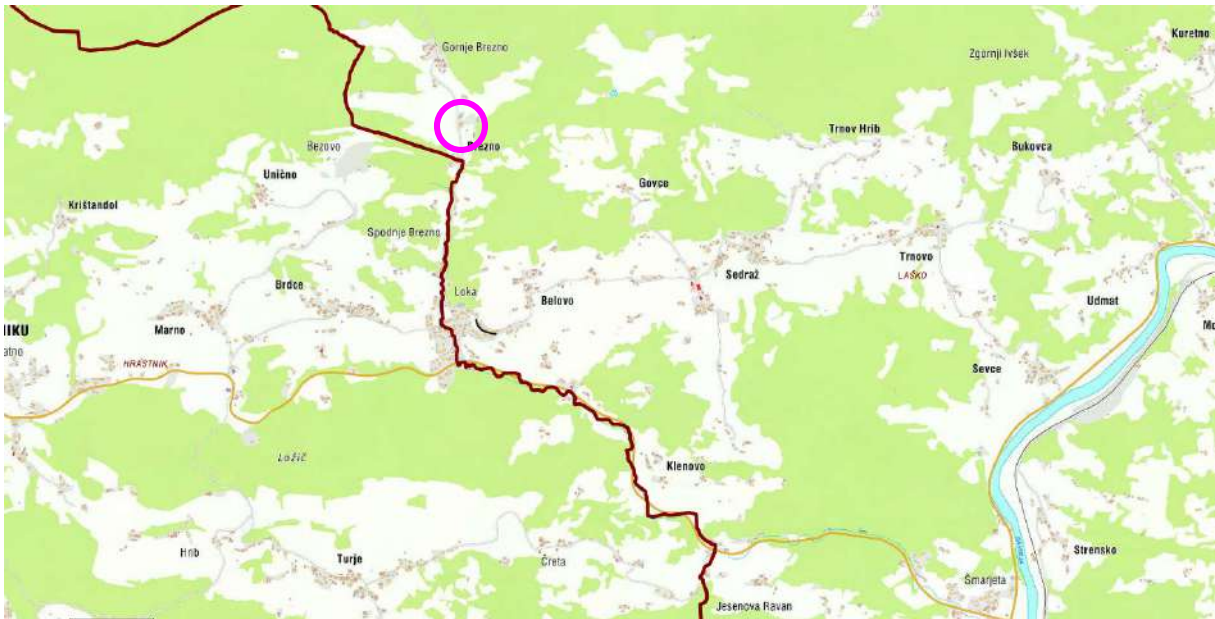 Kuretno
Gornje Brezno
Zgornji Ivšek
Trnov Hrib
Bezovo
Brezno
Bukovca
Unično
Govce
Krištandol
Spodnje Brezno
Trnovo
Sedraž
LAŠKO
Brdce
Loka
Belovo
Udmat
Marno
HRASTNIK
Sevce
Ložič
Klenovo
Hrib
Turje
Čreta
Strensko
Šmarjeta
Jesenova Ravan